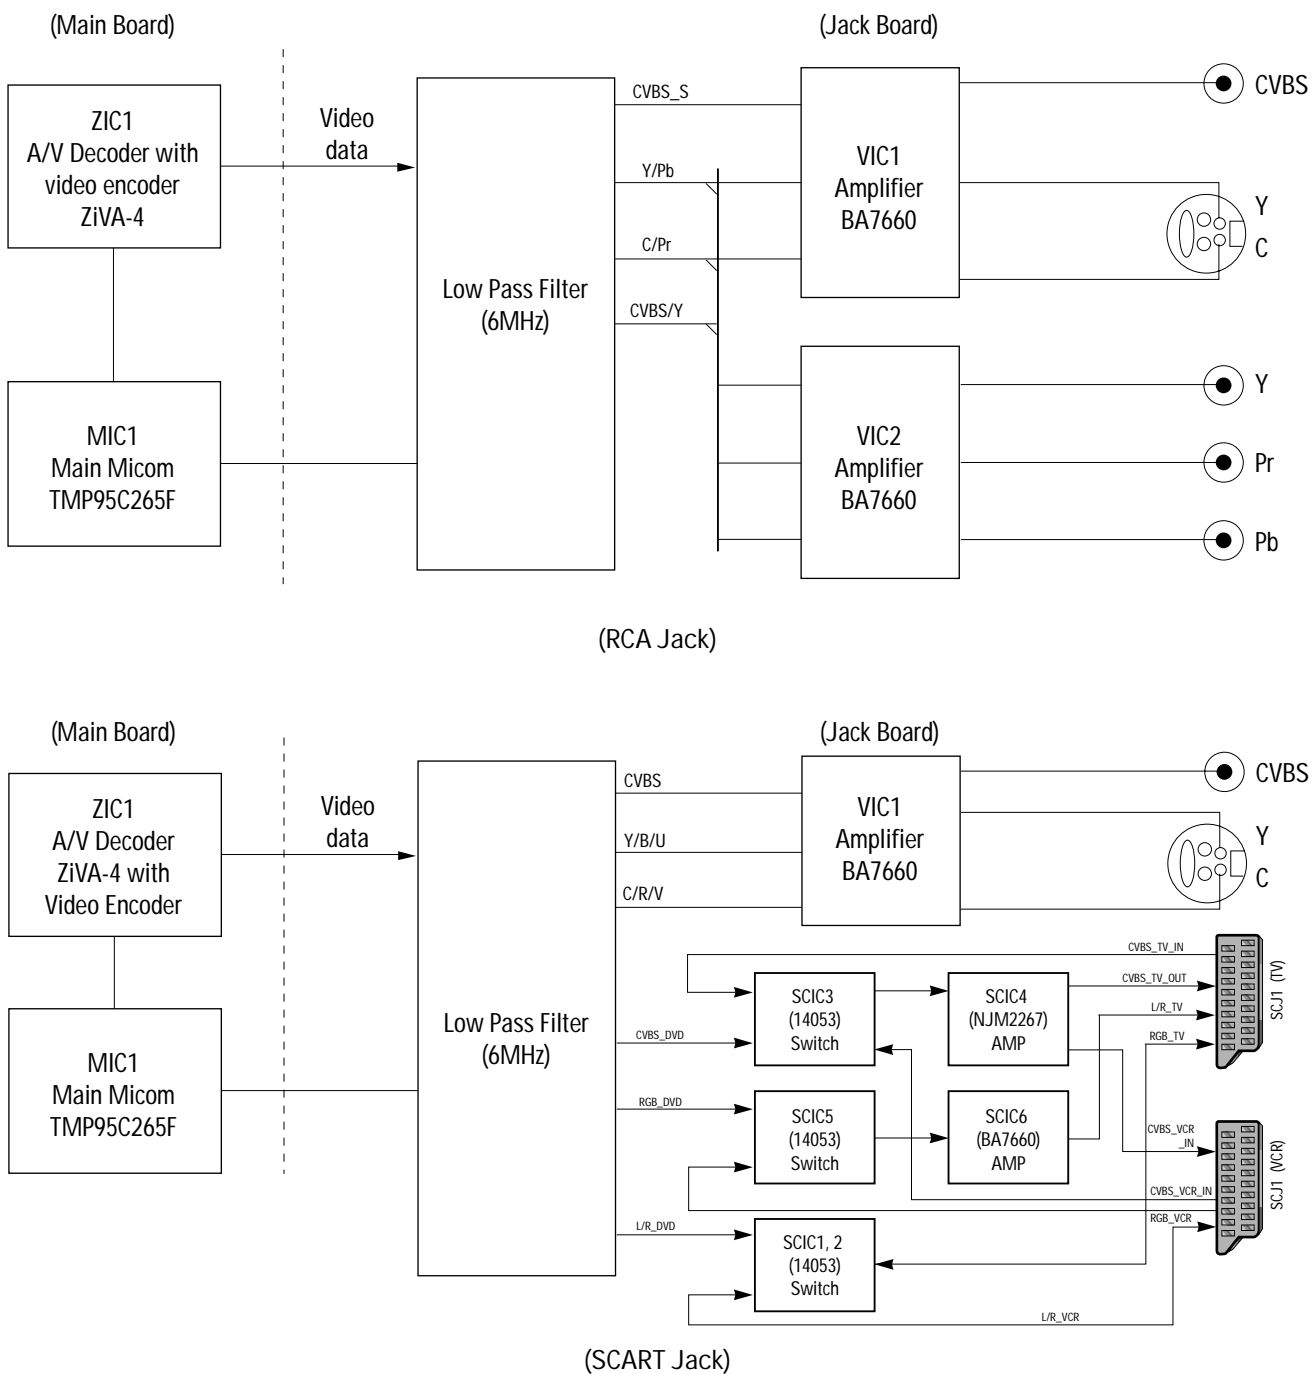 (Main Board)
(Jack Board)
ZIC1
A/V Decoder with
video encoder
ZiVA-4
Video
data
MIC1
Main Micom
TMP95C265F
Low Pass Filter
(6MHz)
CVBS_S
Y/Pb
C/Pr
CVBS/Y
VIC1
Amplifier
BA7660
VIC2
Amplifier
BA7660
CVBS
Y
C
Y
Pr
Pb
(RCA Jack)
(Main Board)
(Jack Board)
ZIC1
A/V Decoder
ZiVA-4 with
Video Encoder
Video
data
MIC1
Main Micom
TMP95C265F
Low Pass Filter
(6MHz)
CVBS
Y/B/U
C/R/V
CVBS_DVD
RGB_DVD
L/R_DVD
VIC1
Amplifier
BA7660
CVBS
Y
C
SCIC3
(14053)
Switch
SCIC4
(NJM2267)
AMP
SCIC5
(14053)
Switch
SCIC6
(BA7660)
AMP
SCIC1, 2
(14053)
Switch
CVBS_TV_IN
CVBS_TV_OUT
L/R_TV
RGB_TV
SCJ1 (TV)
CVBS_VCR
_IN
CVBS_VCR_IN
RGB_VCR
SCJ1 (VCR)
L/R_VCR
(SCART Jack)